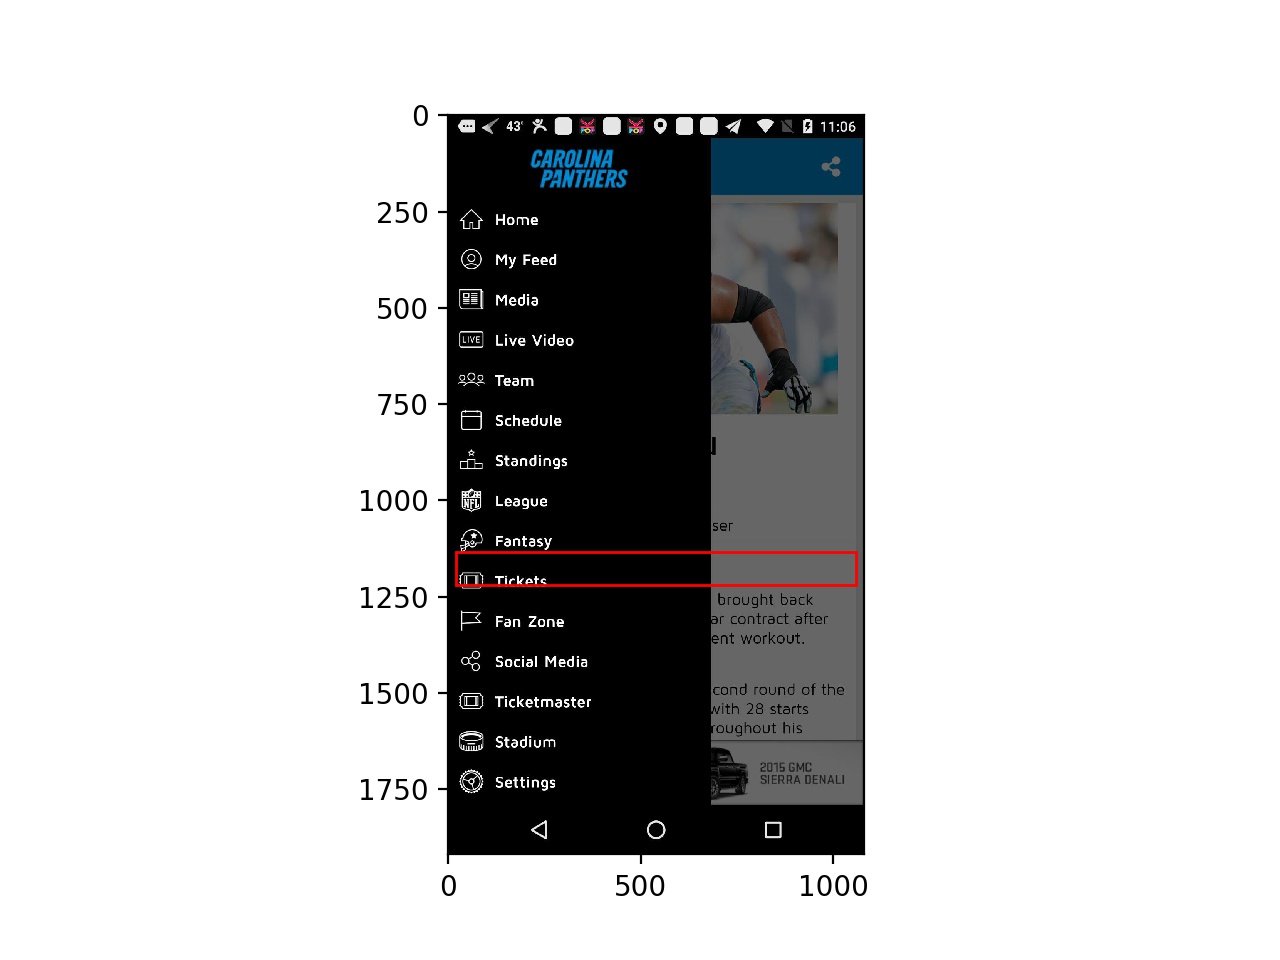 0
250
500
750
1000
1250
1500
1750
43°
11:06
CAROLINA
PANTHERS
Home
My Feed
Media
LIVE
Live Video
Team
Schedule
Standings
NFL
League
Fantasy
Tickets
Fan Zone
Social Media
Ticketmaster
Stadium
Settings
ser
brought back
ar contract after
ent workout.
cond round of the
with 28 starts
roughout his
2015 GMC
SIERRA DENALI
0
500
1000